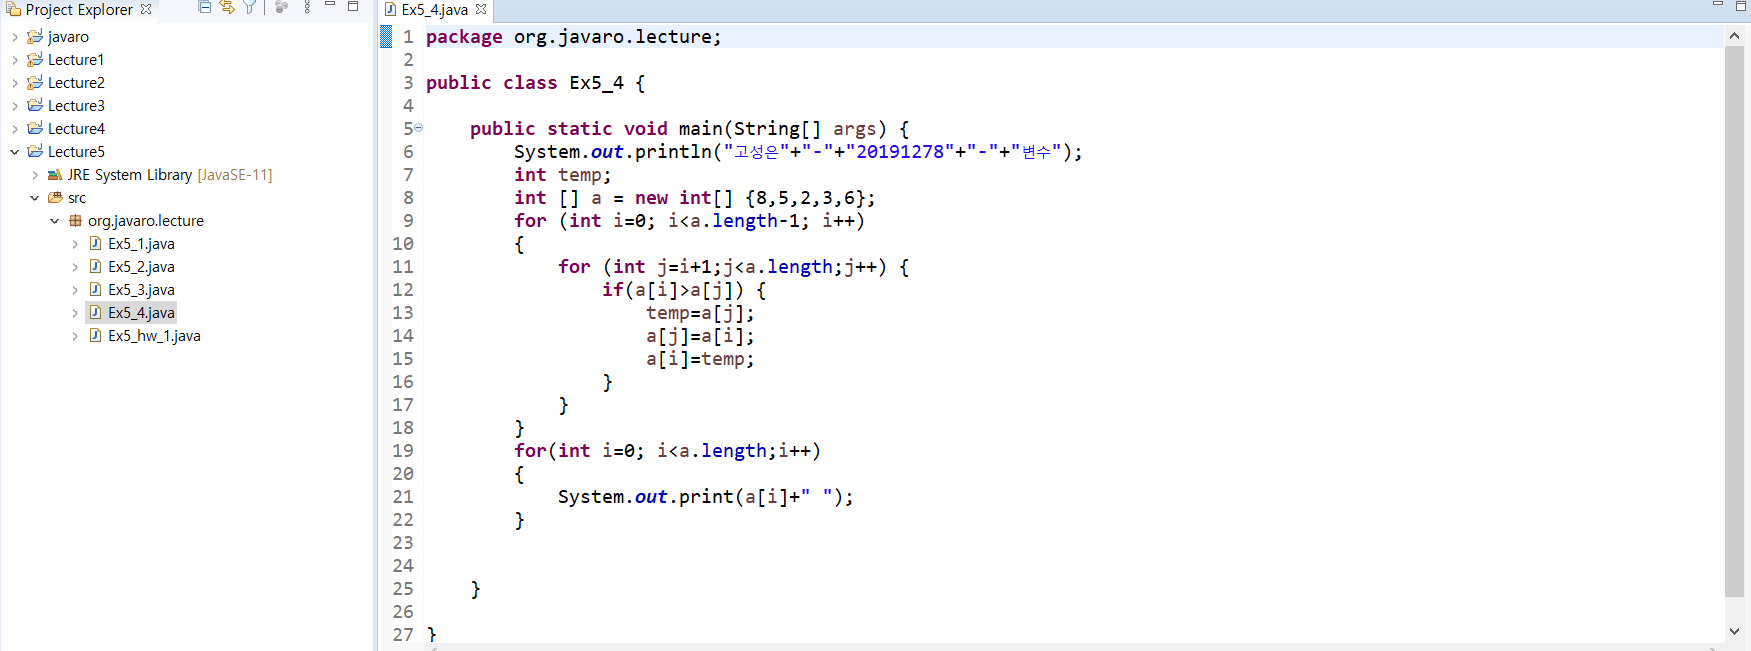 Project Explorer
javaro
Lecture1
Lecture2
Lecture3
Lecture4
Lecture5
JRE System Library [JavaSE-11]
src
org.javaro.lecture
Ex5_1.java
Ex5_2.java
Ex5_3.java
Ex5_4.java
Ex5_hw_1.java
Ex5_4.java
1 package org.javaro.lecture;
2
3 public class Ex5_4 {
4
5     public static void main(String[] args) {
6         System.out.println("고성은"+"-"+"20191278"+"-"+"변수");
7         int temp;
8         int [] a = new int[] {8,5,2,3,6};
9         for (int i=0; i<a.length-1; i++)
10         {
11             for (int j=i+1;j<a.length;j++) {
12                 if(a[i]>a[j]) {
13                     temp=a[j];
14                     a[j]=a[i];
15                     a[i]=temp;
16                 }
17             }
18         }
19         for(int i=0; i<a.length;i++)
20         {
21             System.out.print(a[i]+" ");
22         }
23
24
25     }
26
27 }